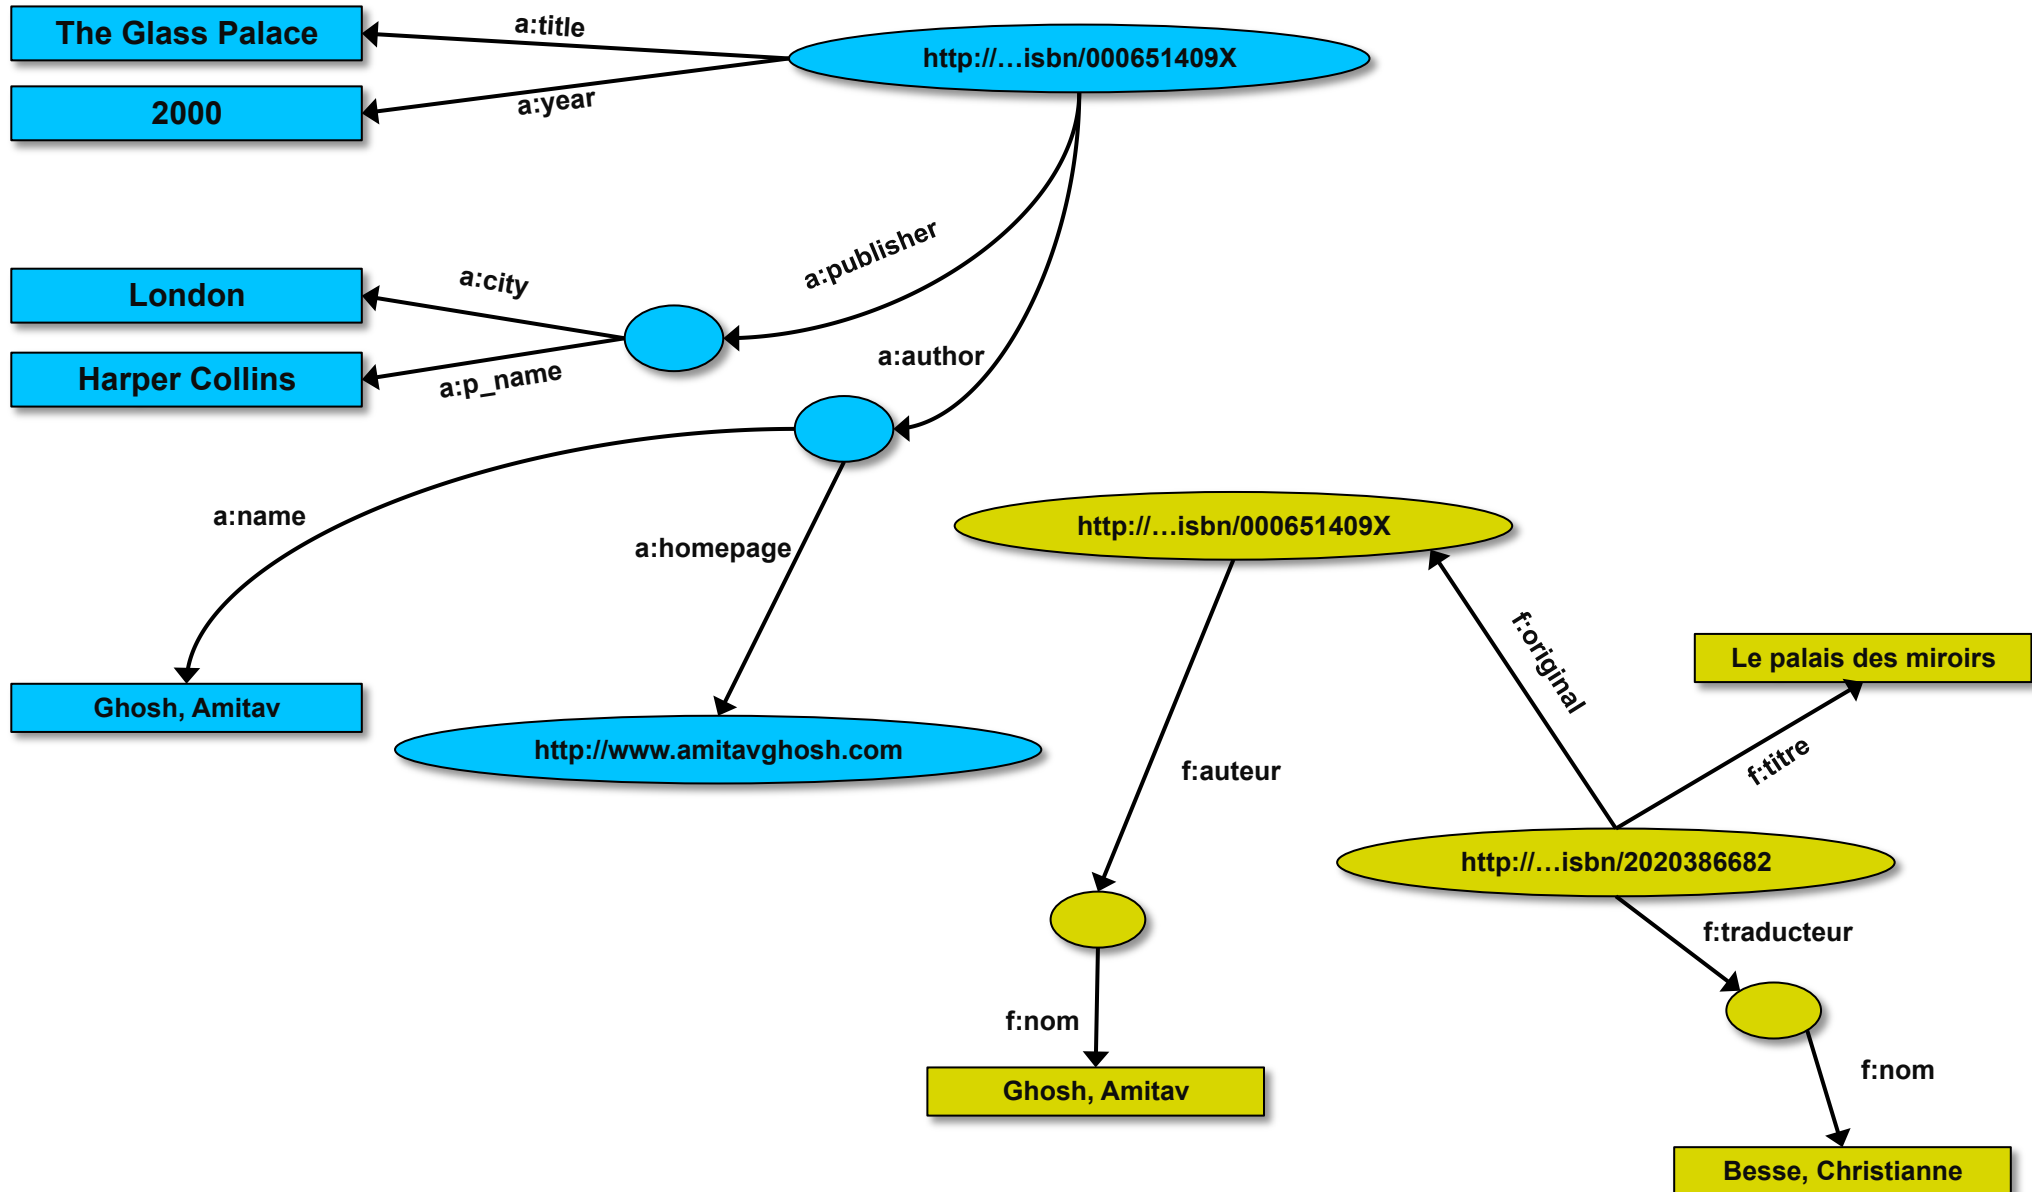 The Glass Palace
a:title
http://…isbn/000651409X
2000
a:year
a:publisher
London
a:city
Harper Collins
a:p_name
a:author
a:name
a:homepage
Ghosh, Amitav
http://www.amitavghosh.com
http://…isbn/000651409X
f:original
Le palais des miroirs
f:titre
f:auteur
http://…isbn/2020386682
f:traducteur
f:nom
Ghosh, Amitav
f:nom
Besse, Christianne